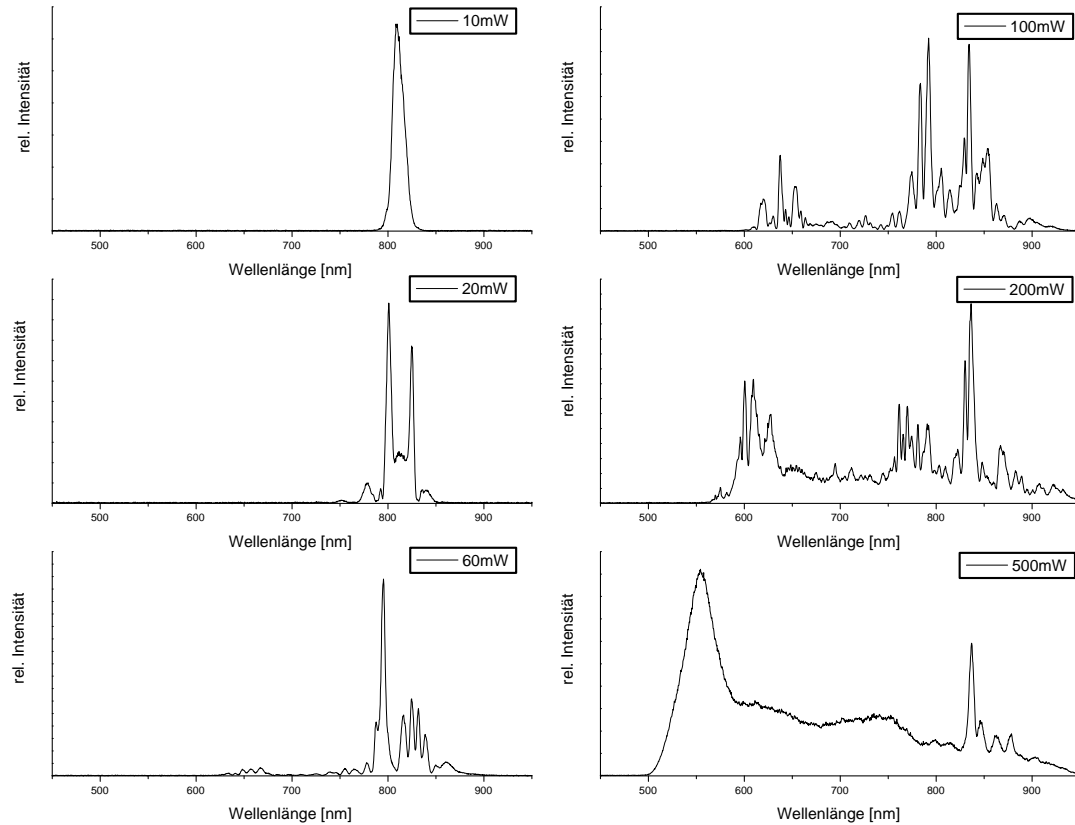 10mW
rel. Intensität
500 600 700 800 900
Wellenlänge [nm]
20mW
rel. Intensität
500 600 700 800 900
Wellenlänge [nm]
60mW
rel. Intensität
500 600 700 800 900
Wellenlänge [nm]
100mW
rel. Intensität
500 600 700 800 900
Wellenlänge [nm]
200mW
rel. Intensität
500 600 700 800 900
Wellenlänge [nm]
500mW
rel. Intensität
500 600 700 800 900
Wellenlänge [nm]